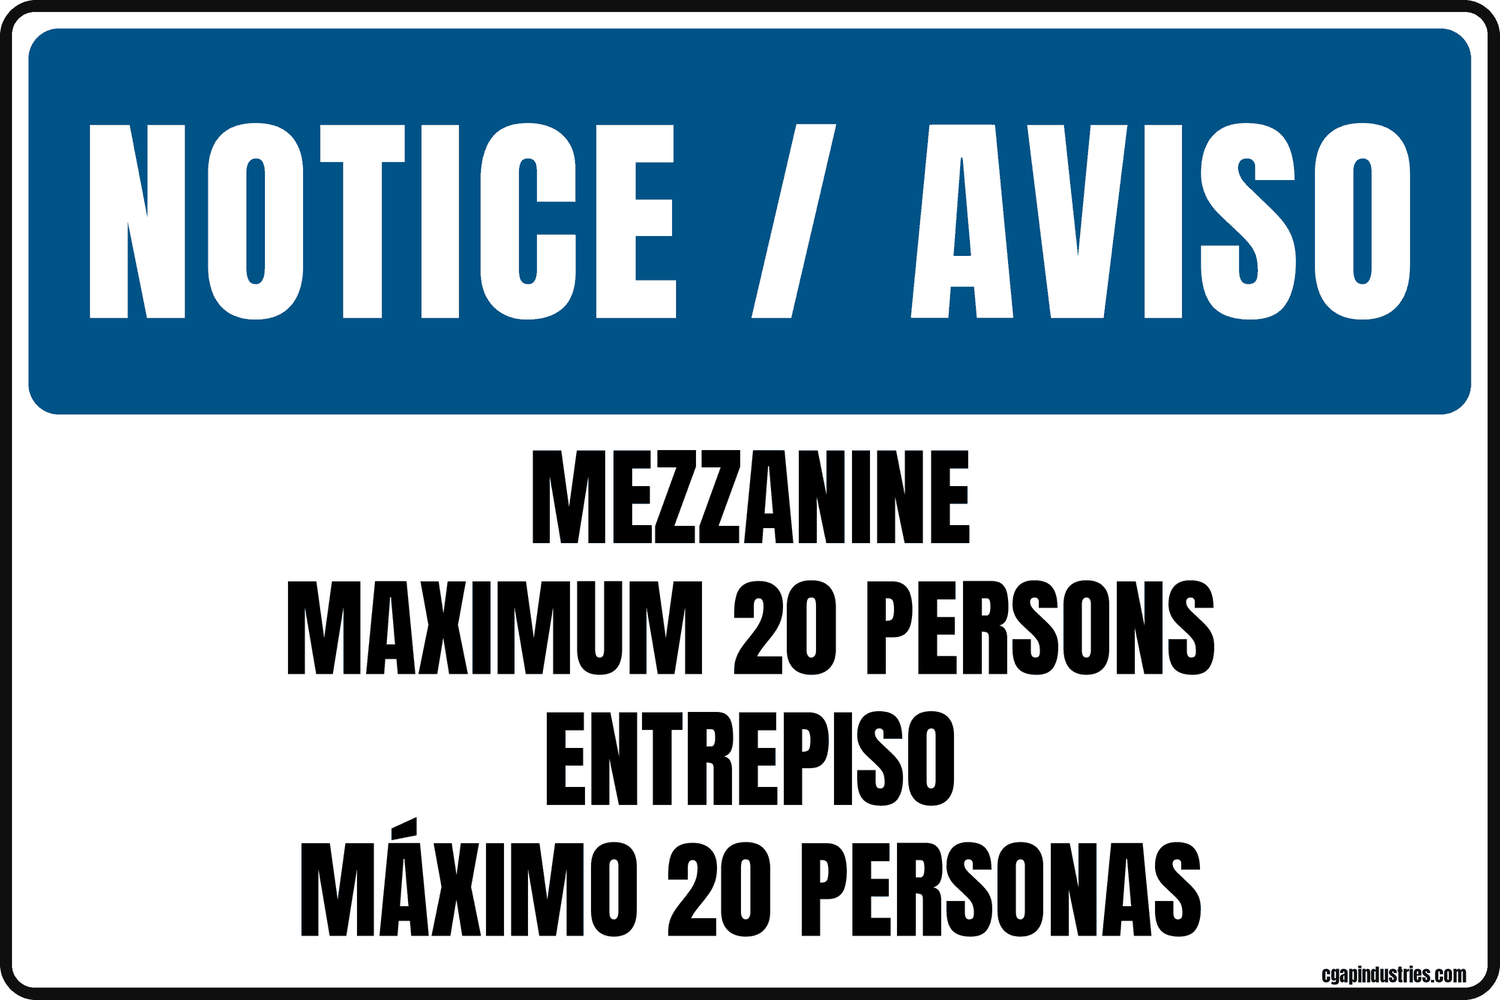 NOTICE / AVISO
MEZZANINE
MAXIMUM 20 PERSONS
ENTREPISO
MÁXIMO 20 PERSONAS
cgapindustries.com